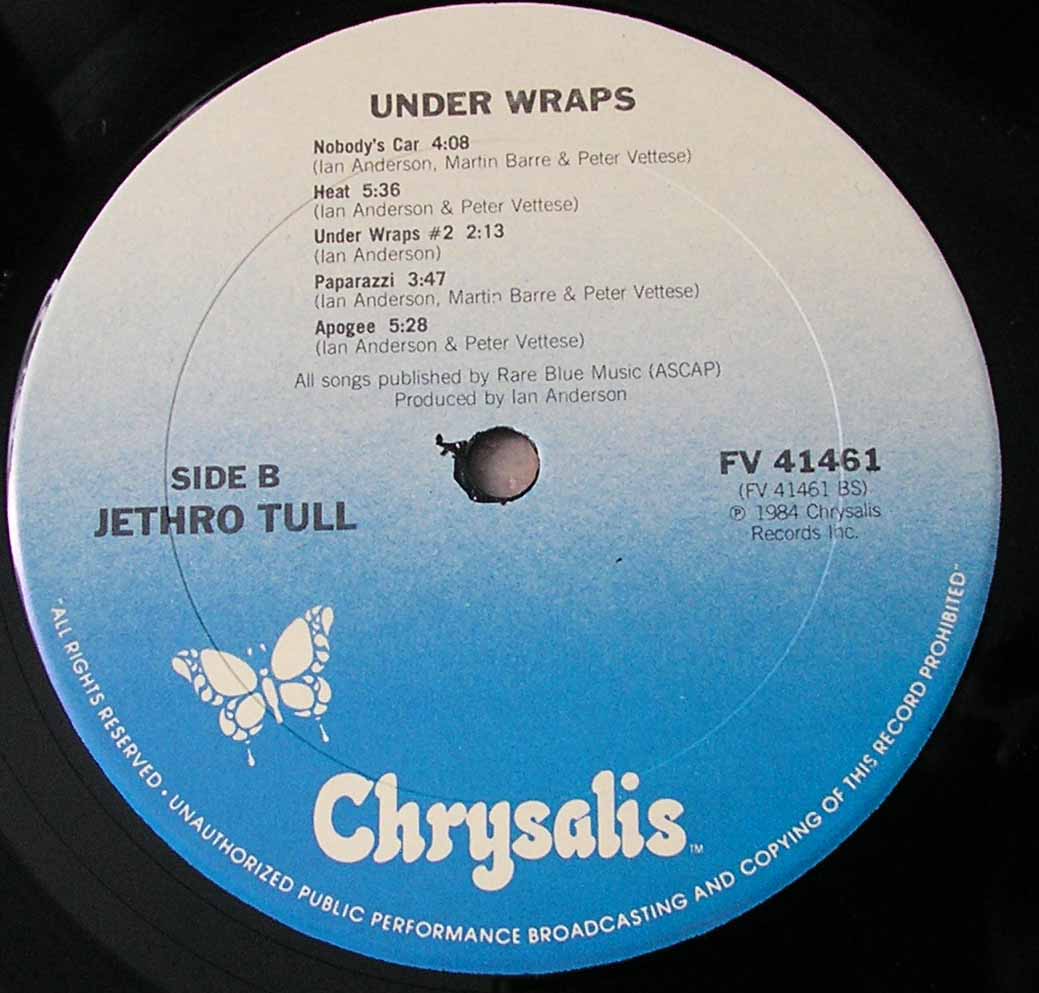 UNDER WRAPS
Nobody's Car 4:08
(Ian Anderson, Martin Barre & Peter Vettese)
Heat 5:36
(Ian Anderson & Peter Vettese)
Under Wraps #2 2:13
(Ian Anderson)
Paparazzi 3:47
(Ian Anderson, Martin Barre & Peter Vettese)
Apogee 5:28
(Ian Anderson & Peter Vettese)
All songs published by Rare Blue Music (ASCAP)
Produced by Ian Anderson
SIDE B
JETHRO TULL
FV 41461
(FV 41461 BS)
℗ 1984 Chrysalis
Records Inc.
Chrysalis™
"ALL RIGHTS RESERVED • UNAUTHORIZED PUBLIC PERFORMANCE BROADCASTING AND COPYING OF THIS RECORD PROHIBITED"